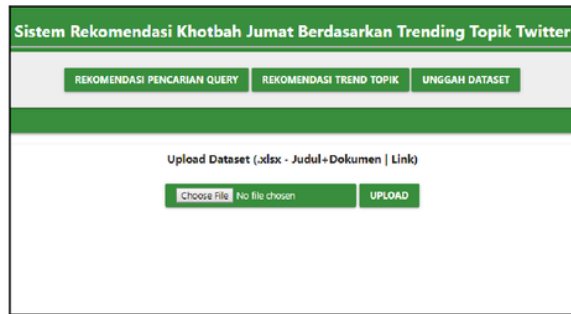 Sistem Rekomendasi Khotbah Jumat Berdasarkan Trending Topik Twitter
REKOMENDASI PENCARIAN QUERY REKOMENDASI TREND TOPIK UNGGAH DATASET
Upload Dataset (.xlsx - Judul+Dokumen | Link)
Choose File No file chosen UPLOAD